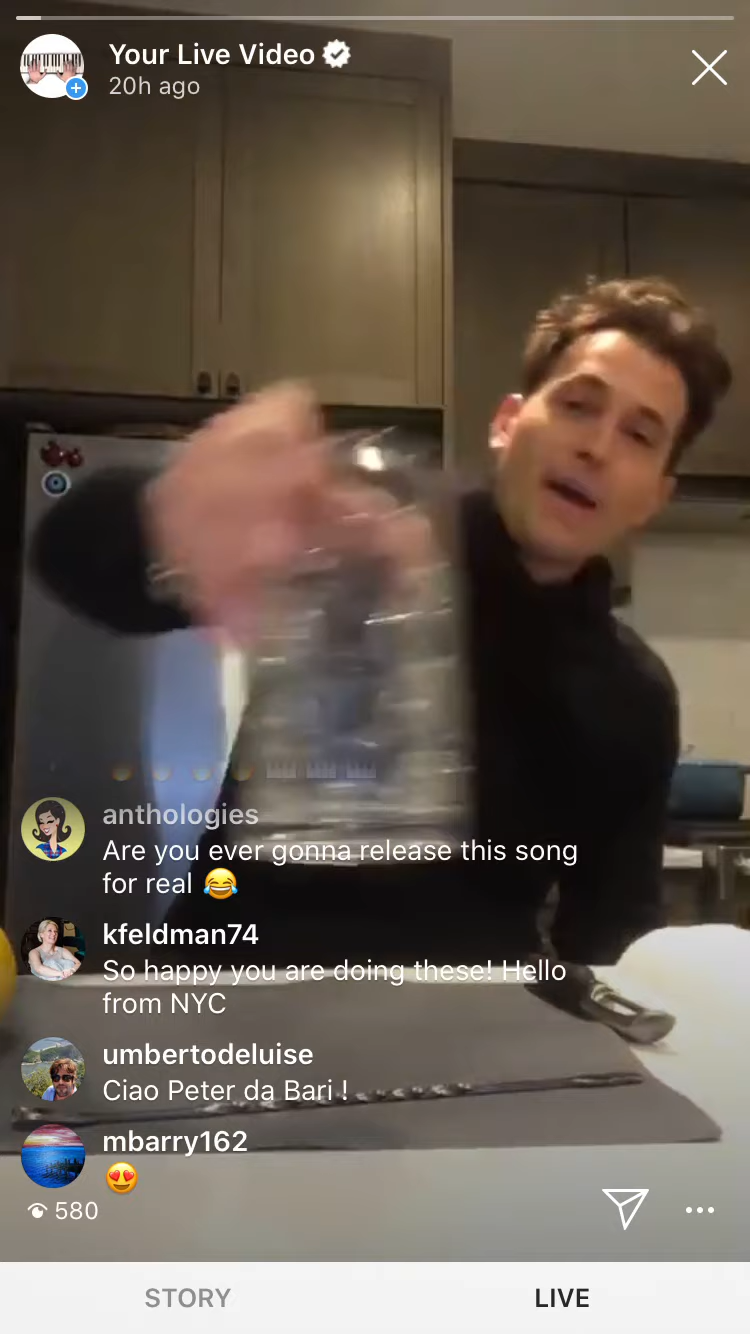 Your Live Video
20h ago
anthologies
Are you ever gonna release this song
for real 😂
kfeldman74
So happy you are doing these! Hello
from NYC
umbertodeluise
Ciao Peter da Bari !
mbarry162
😍
580
STORY
LIVE